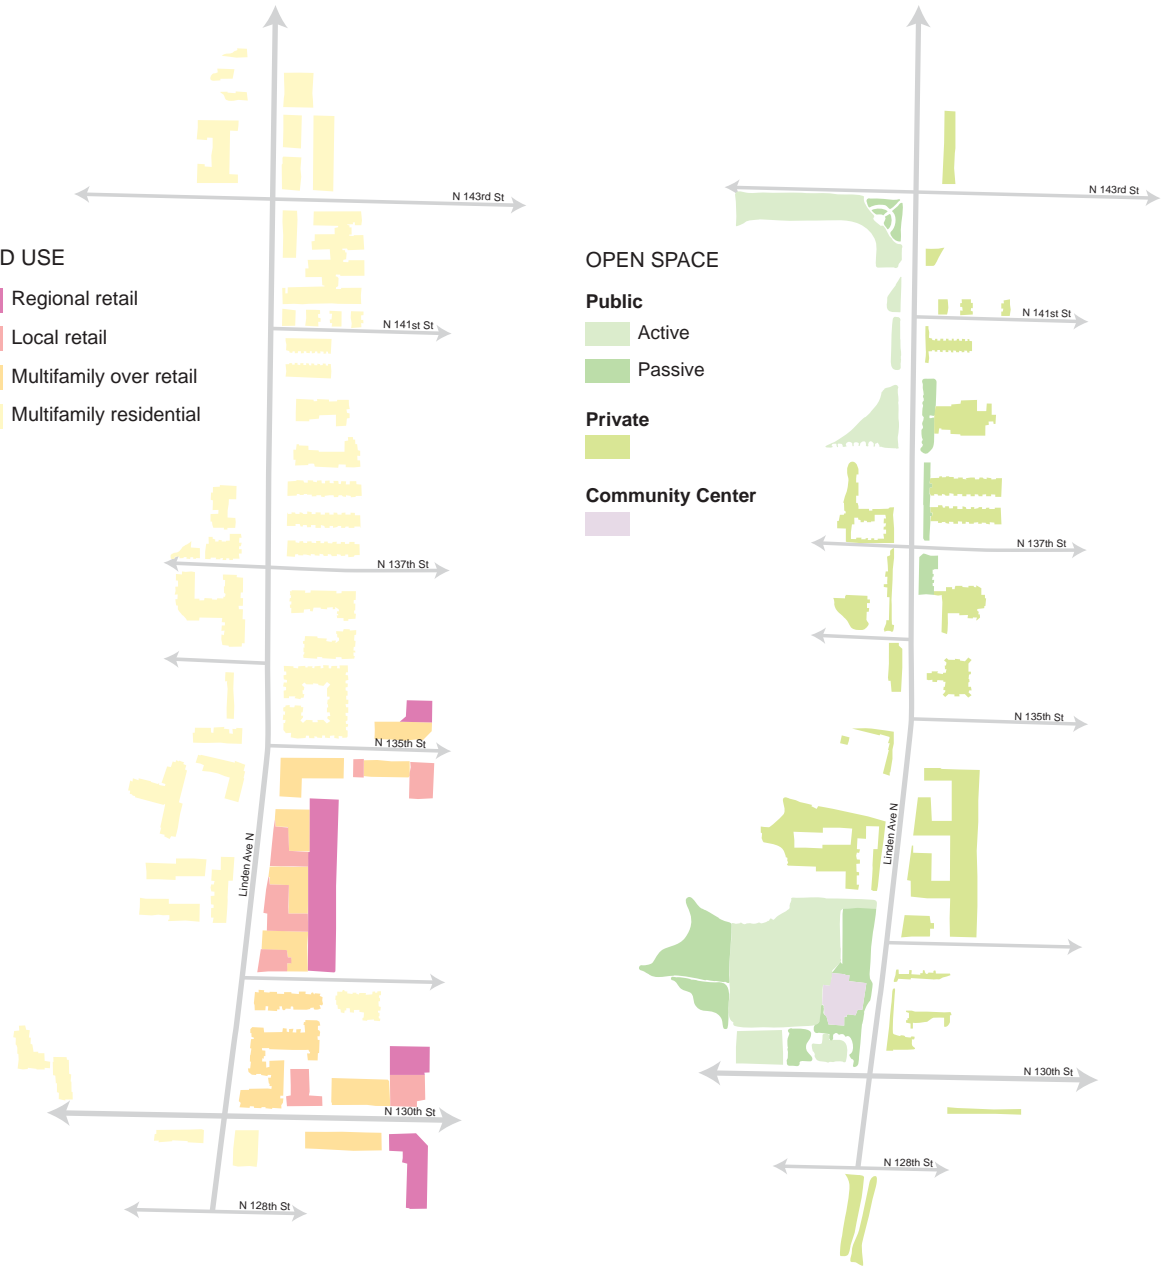 N 143rd St
D USE
Regional retail
Local retail
Multifamily over retail
Multifamily residential
N 141st St
N 137th St
N 135th St
Linden Ave N
N 130th St
N 128th St
N 143rd St
OPEN SPACE
Public
Active
Passive
Private
Community Center
N 141st St
N 137th St
N 135th St
Linden Ave N
N 130th St
N 128th St